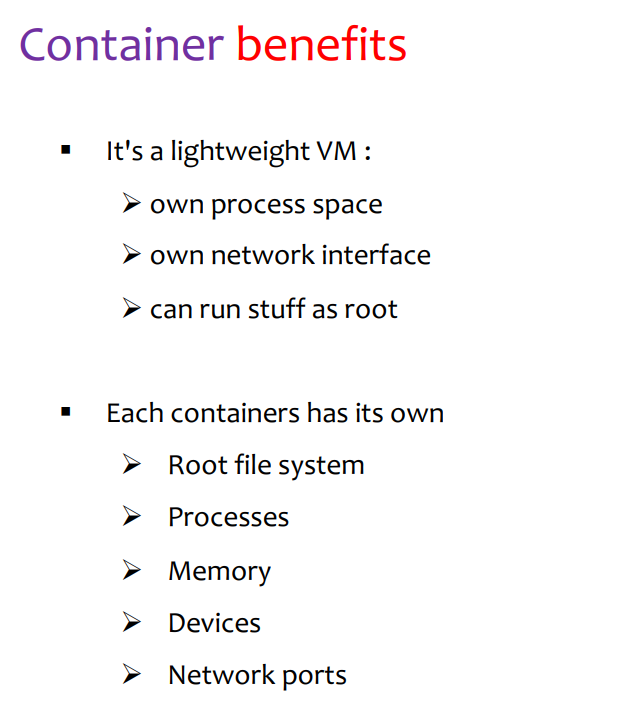 Container benefits
▪ It's a lightweight VM :
➢ own process space
➢ own network interface
➢ can run stuff as root
▪ Each containers has its own
➢ Root file system
➢ Processes
➢ Memory
➢ Devices
➢ Network ports